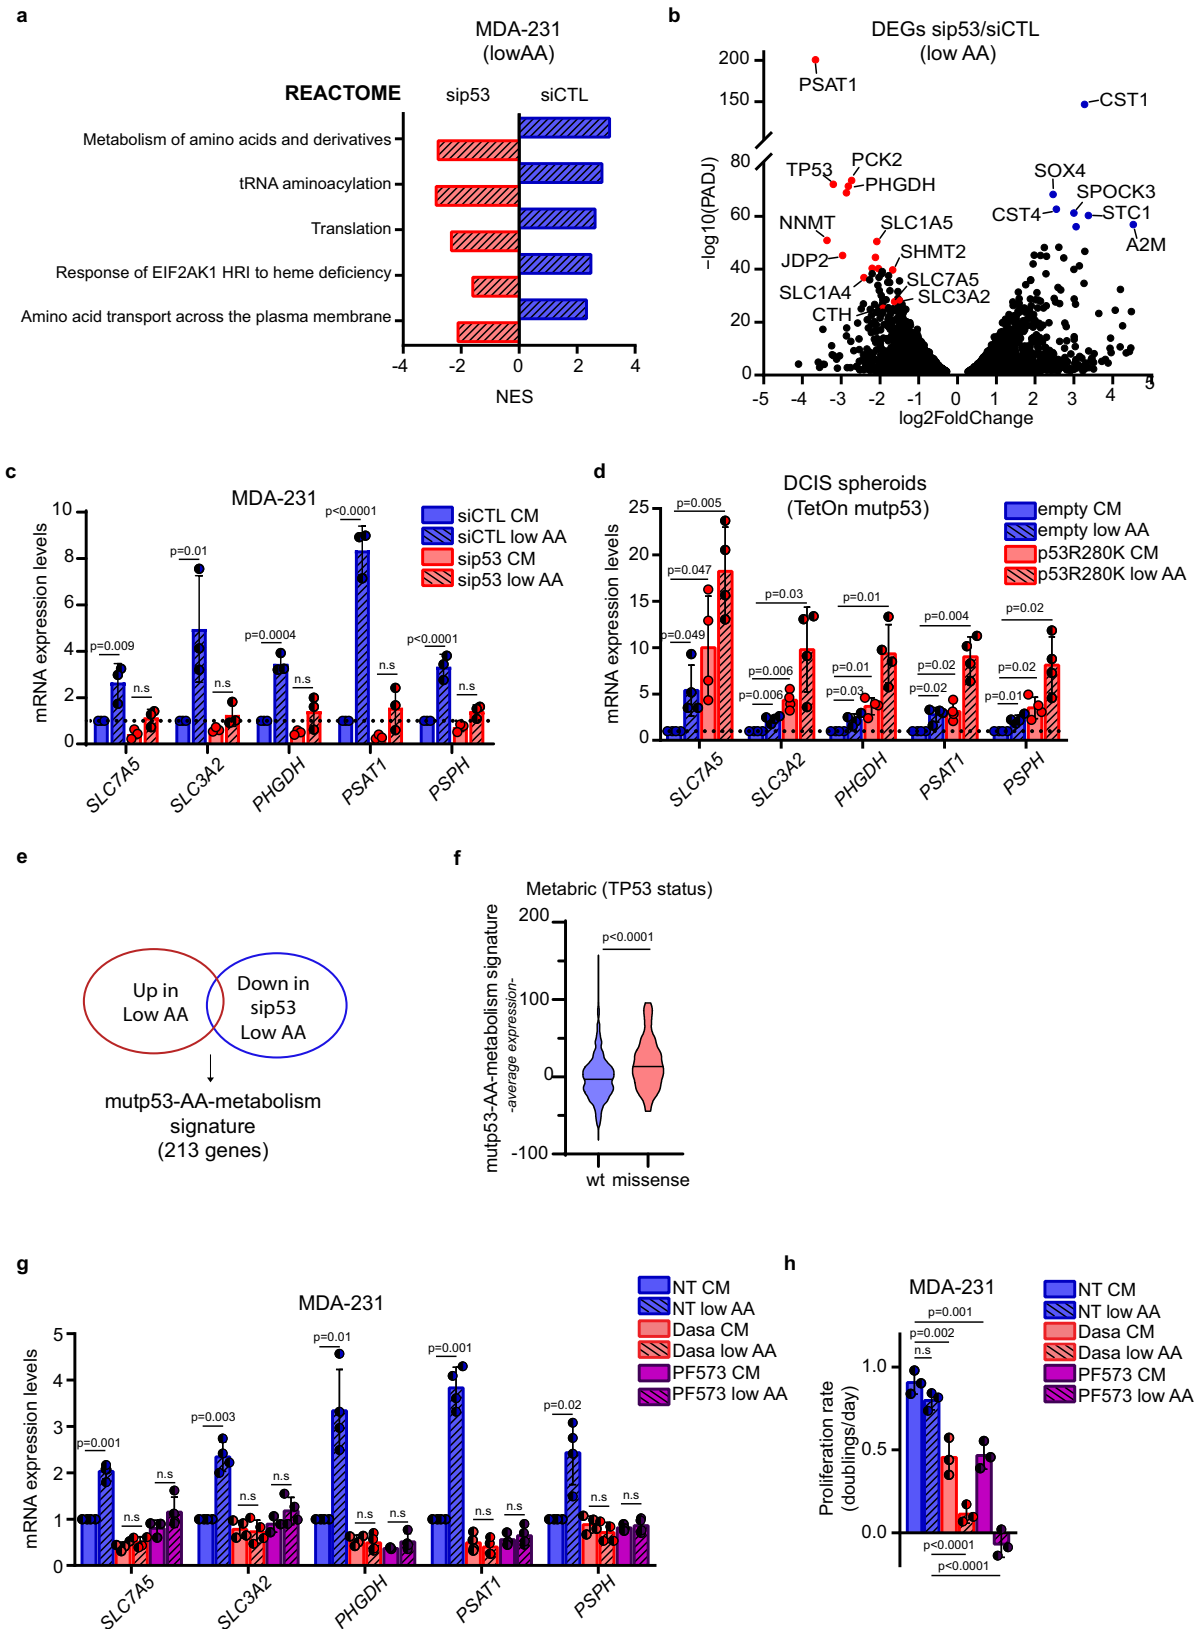 a
MDA-231
(lowAA)
REACTOME
sip53
siCTL
Metabolism of amino acids and derivatives
tRNA aminoacylation
Translation
Response of EIF2AK1 HRI to heme deficiency
Amino acid transport across the plasma membrane
-4
-2
0
2
4
NES
b
DEGs sip53/siCTL
(low AA)
−log10(PADJ)
200
150
80
60
40
20
0
PSAT1
CST1
TP53
PCK2
PHGDH
SOX4
SPOCK3
CST4
STC1
A2M
NNMT
SLC1A5
JDP2
SHMT2
SLC1A4
SLC7A5
SLC3A2
CTH
-5
-4
-3
-2
-1
0
1
2
3
4
5
log2FoldChange
c
MDA-231
siCTL CM
siCTL low AA
sip53 CM
sip53 low AA
mRNA expression levels
10
8
6
4
2
0
p=0.009
n.s
p=0.01
n.s
p=0.0004
n.s
p<0.0001
n.s
p<0.0001
n.s
SLC7A5
SLC3A2
PHGDH
PSAT1
PSPH
d
DCIS spheroids
(TetOn mutp53)
empty CM
empty low AA
p53R280K CM
p53R280K low AA
mRNA expression levels
25
20
15
10
5
0
p=0.005
p=0.047
p=0.049
p=0.03
p=0.006
p=0.006
p=0.01
p=0.01
p=0.03
p=0.004
p=0.02
p=0.02
p=0.02
p=0.02
p=0.01
SLC7A5
SLC3A2
PHGDH
PSAT1
PSPH
e
Up in
Low AA
Down in
sip53
Low AA
mutp53-AA-metabolism
signature
(213 genes)
f
Metabric (TP53 status)
mutp53-AA-metabolism signature
-average expression-
200
100
0
-100
p<0.0001
wt
missense
g
MDA-231
NT CM
NT low AA
Dasa CM
Dasa low AA
PF573 CM
PF573 low AA
mRNA expression levels
5
4
3
2
1
0
p=0.001
n.s
n.s
p=0.003
n.s
n.s
p=0.01
n.s
n.s
p=0.001
n.s
n.s
p=0.02
n.s
n.s
SLC7A5
SLC3A2
PHGDH
PSAT1
PSPH
h
MDA-231
NT CM
NT low AA
Dasa CM
Dasa low AA
PF573 CM
PF573 low AA
Proliferation rate
(doublings/day)
1.0
0.5
0.0
p=0.001
p=0.002
n.s
p<0.0001
p<0.0001